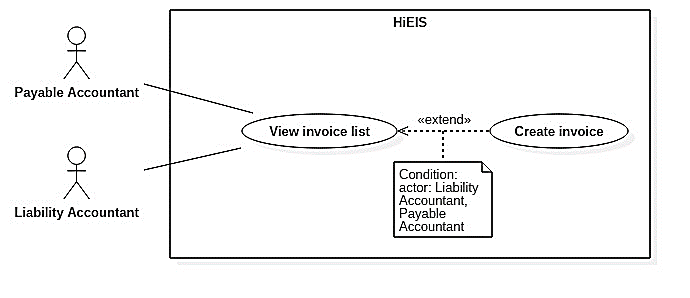 HiEIS
Payable Accountant
View invoice list
«extend»
Create invoice
Condition:
actor: Liability
Accountant,
Payable
Accountant
Liability Accountant